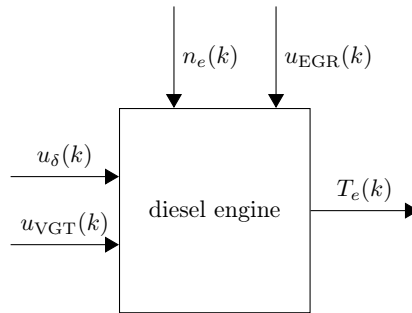 n_e(k)
u_EGR(k)
u_δ(k)
T_e(k)
u_VGT(k)
diesel engine